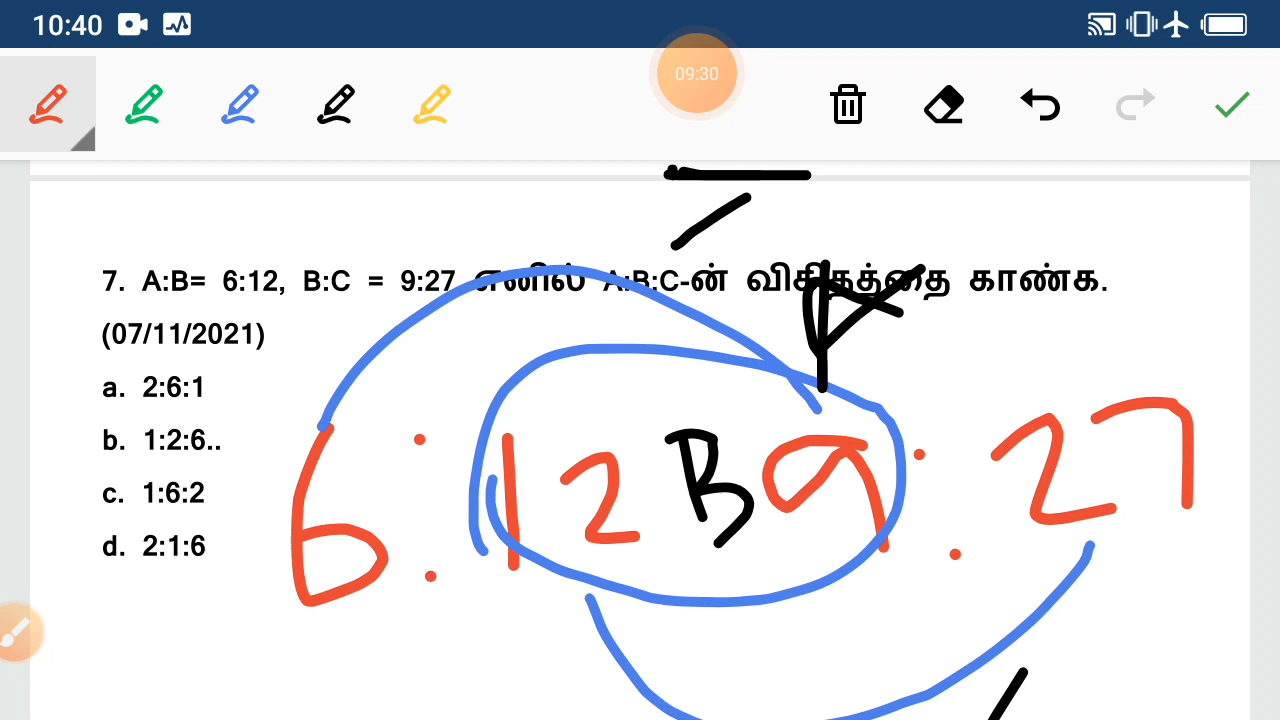 10:40
09:30
7. A:B= 6:12, B:C = 9:27 எனில் A:B:C-ன் விகிதத்தை காண்க.
(07/11/2021)
a. 2:6:1
b. 1:2:6..
c. 1:6:2
d. 2:1:6
6 : 12 B 9 : 27